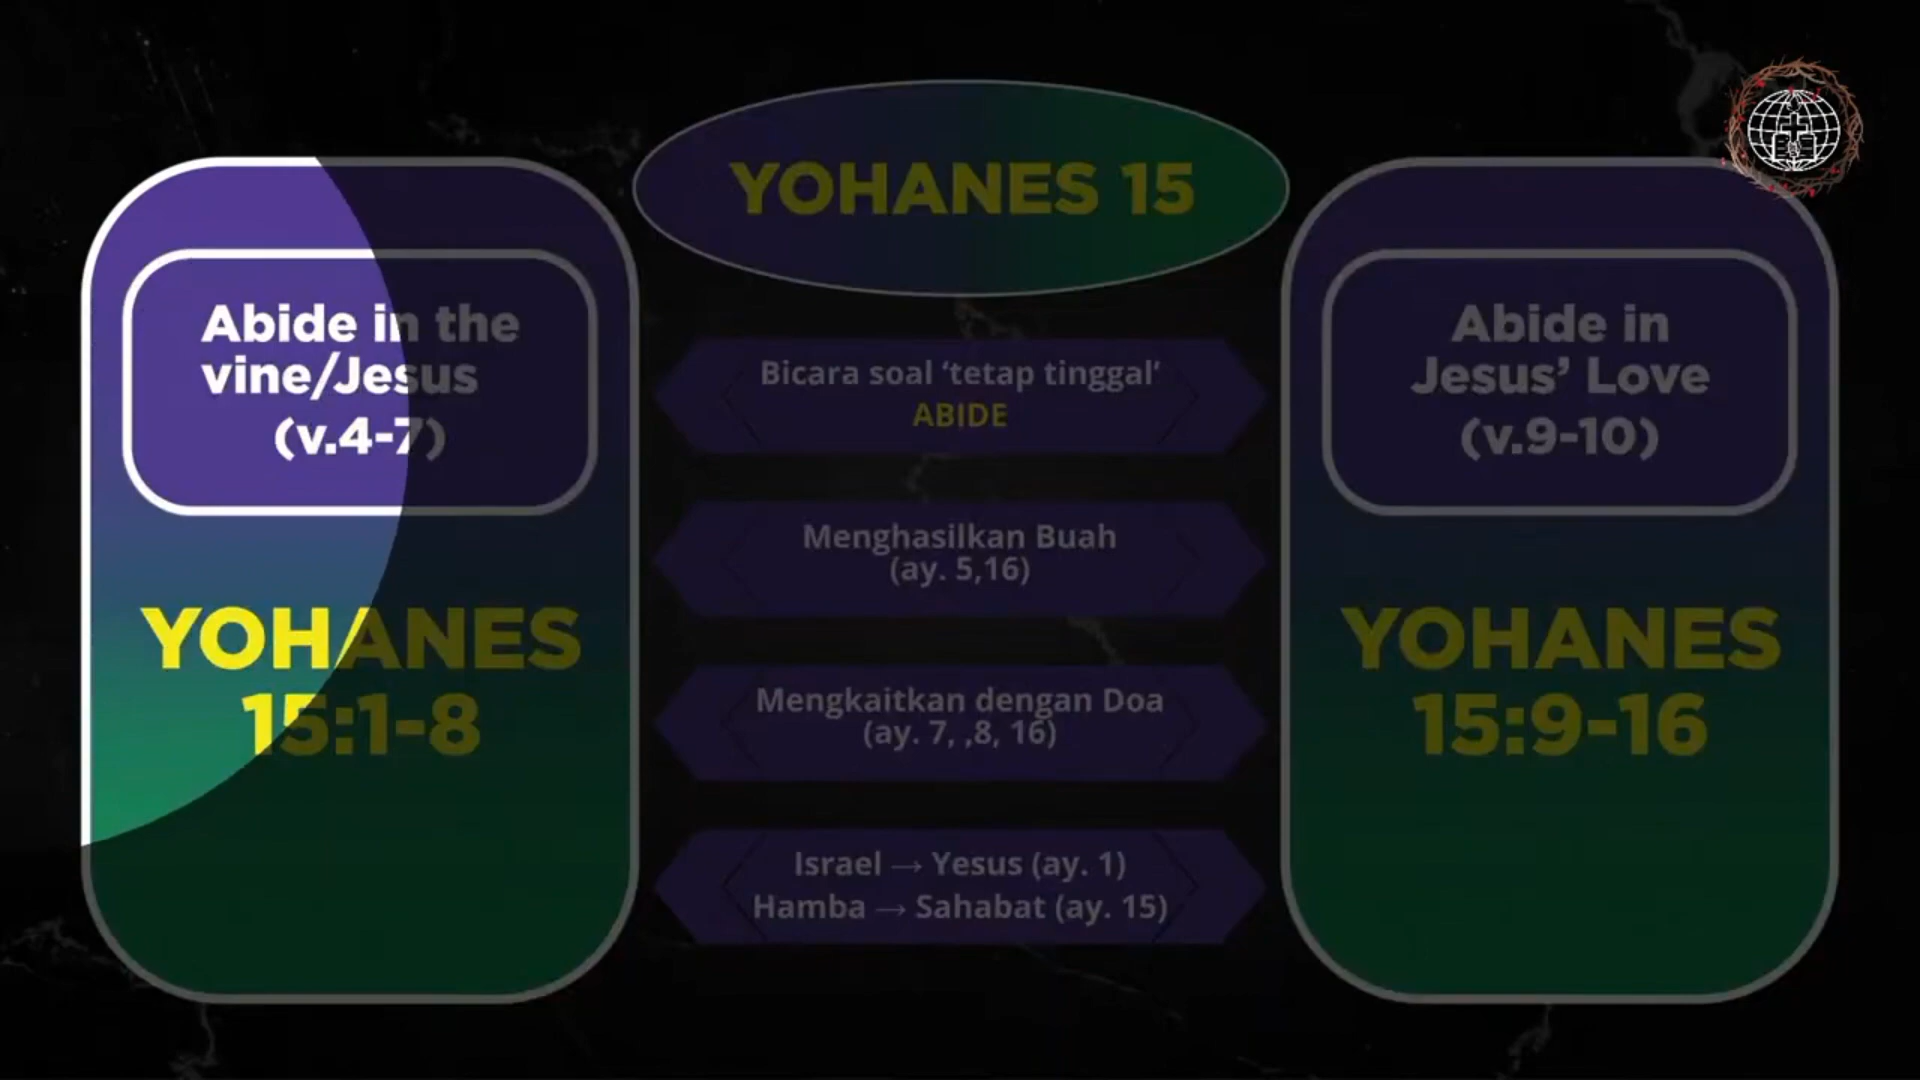 YOHANES 15
Abide in the
vine/Jesus
(v.4-7)
YOHANES
15:1-8
Bicara soal ‘tetap tinggal’
ABIDE
Menghasilkan Buah
(ay. 5,16)
Mengkaitkan dengan Doa
(ay. 7, ,8, 16)
Israel → Yesus (ay. 1)
Hamba → Sahabat (ay. 15)
Abide in
Jesus’ Love
(v.9-10)
YOHANES
15:9-16